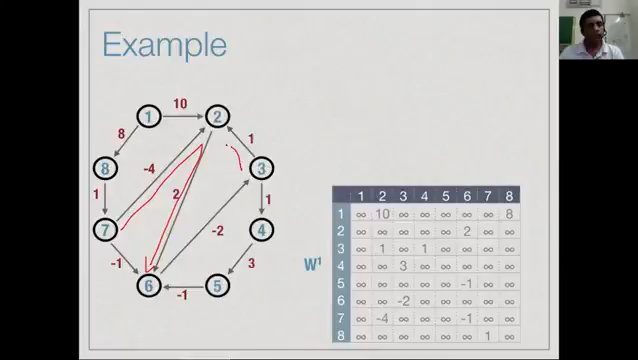 Example
10
1 2
8 1
-4
8 3
1 2 1
-2
7 4
-1 3
6 -1 5
W¹
1 2 3 4 5 6 7 8
1 ∞ 10 ∞ ∞ ∞ ∞ ∞ 8
2 ∞ ∞ ∞ ∞ ∞ 2 ∞ ∞
3 ∞ 1 ∞ 1 ∞ ∞ ∞ ∞
4 ∞ ∞ 3 ∞ ∞ ∞ ∞ ∞
5 ∞ ∞ ∞ ∞ ∞ -1 ∞ ∞
6 ∞ ∞ -2 ∞ ∞ ∞ ∞ ∞
7 ∞ -4 ∞ ∞ ∞ -1 ∞ ∞
8 ∞ ∞ ∞ ∞ ∞ ∞ 1 ∞